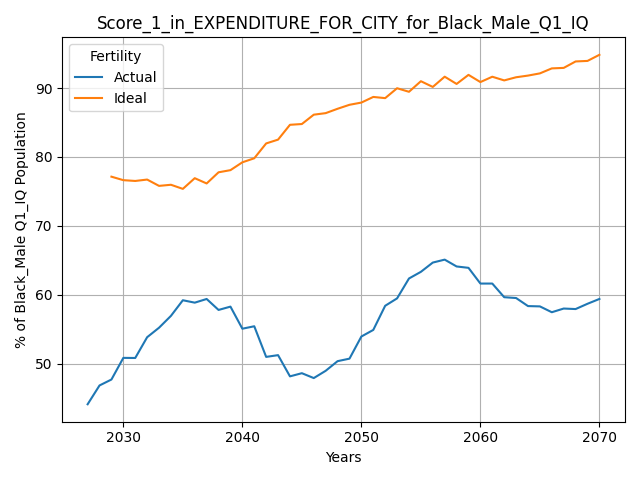 Score_1_in_EXPENDITURE_FOR_CITY_for_Black_Male_Q1_IQ
Fertility
Actual
Ideal
90
80
70
60
50
% of Black_Male Q1_IQ Population
2030 2040 2050 2060 2070
Years